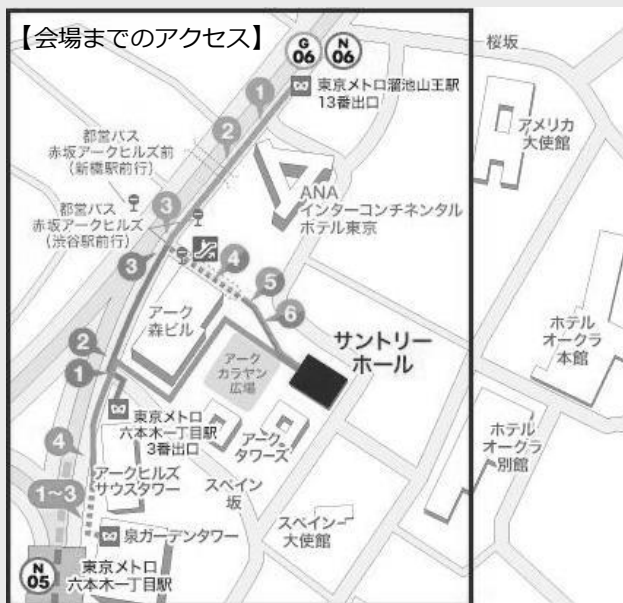 【会場までのアクセス】
G
06
N
06
東京メトロ溜池山王駅
13番出口
桜坂
アメリカ
大使館
1
2
都営バス
赤坂アークヒルズ前
(新橋駅前行)
ANA
インターコンチネンタル
ホテル東京
都営バス
赤坂アークヒルズ
(渋谷駅前行)
3
3
4
5
6
アーク
森ビル
サントリー
ホール
ホテル
オークラ
本館
2
1
アーク
カラヤン
広場
東京メトロ
六本木一丁目駅
3番出口
アーク
タワーズ
ホテル
オークラ
別館
4
アークヒルズ
サウスタワー
スペイン
坂
1〜3
泉ガーデンタワー
スペイン
大使館
N
05
東京メトロ
六本木一丁目駅